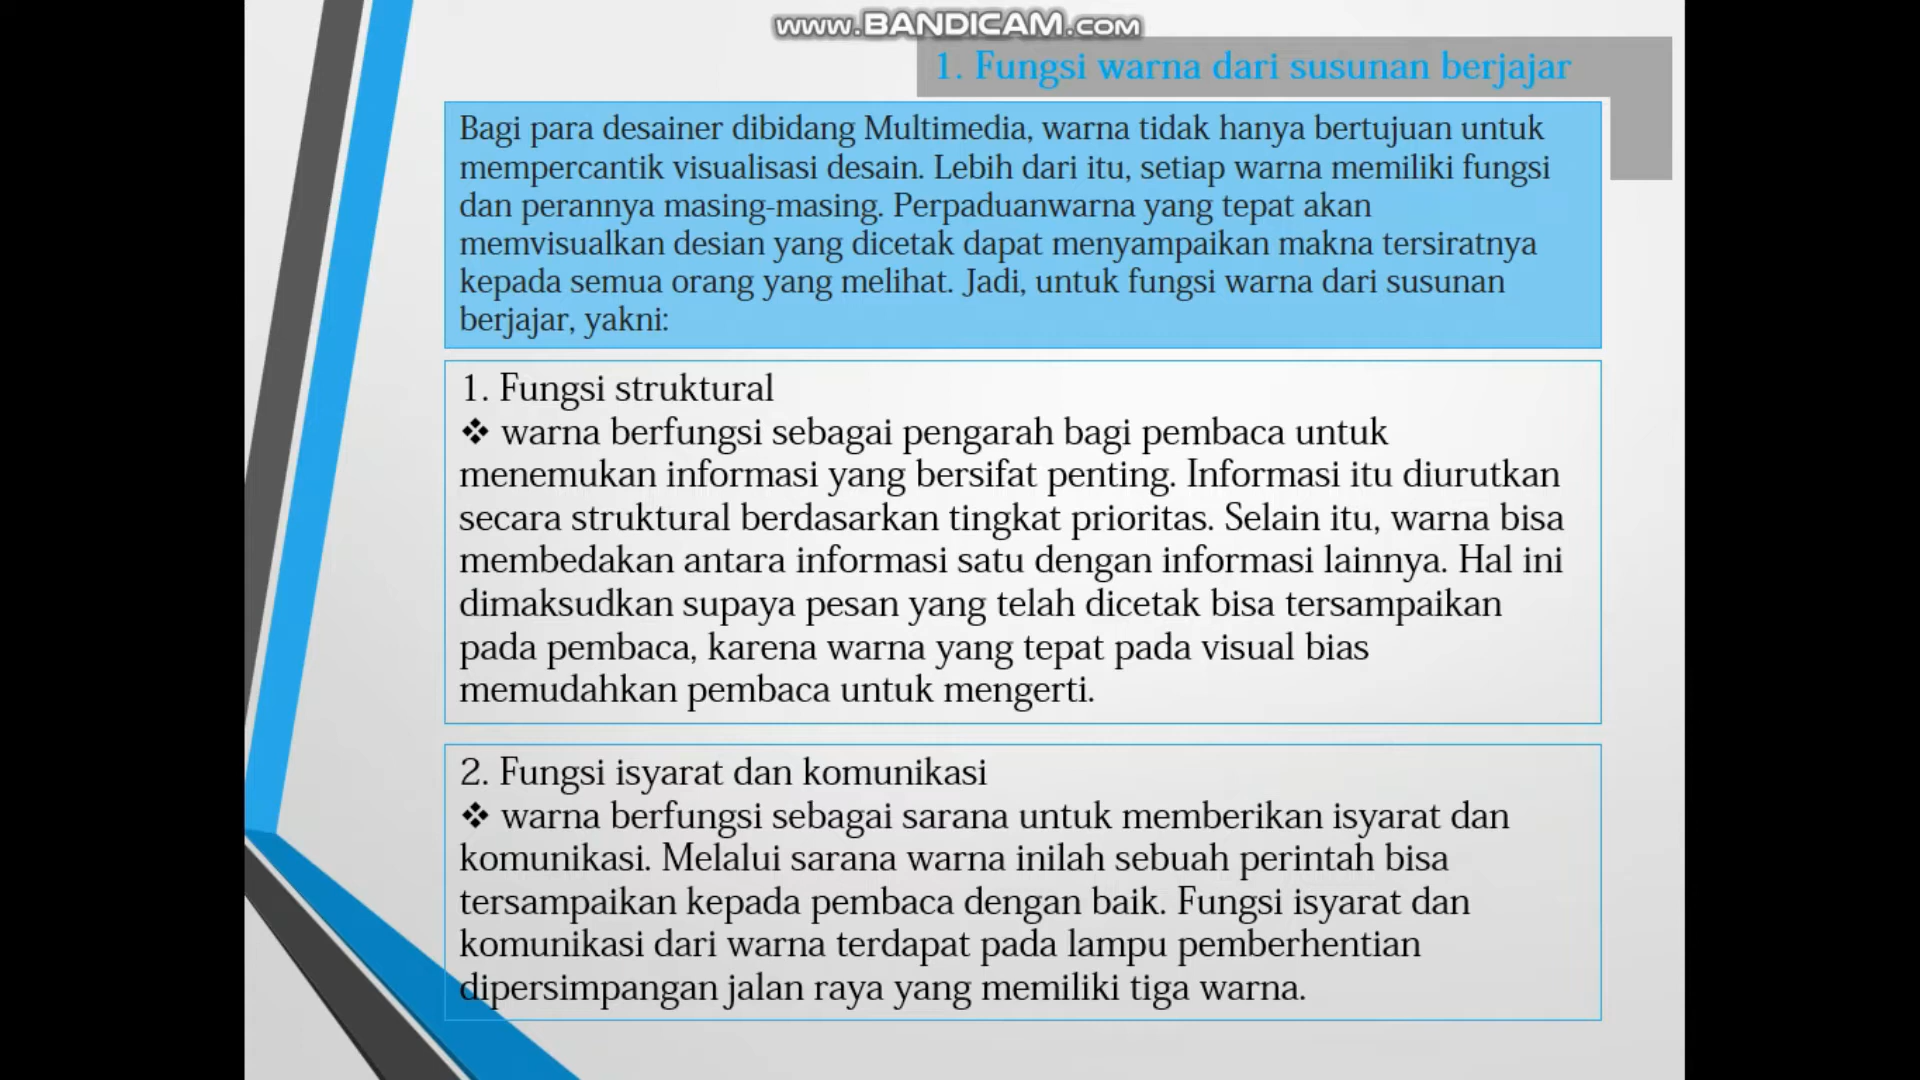 www.BANDICAM.com
1. Fungsi warna dari susunan berjajar
Bagi para desainer dibidang Multimedia, warna tidak hanya bertujuan untuk
mempercantik visualisasi desain. Lebih dari itu, setiap warna memiliki fungsi
dan perannya masing-masing. Perpaduanwarna yang tepat akan
memvisualkan desian yang dicetak dapat menyampaikan makna tersiratnya
kepada semua orang yang melihat. Jadi, untuk fungsi warna dari susunan
berjajar, yakni:
1. Fungsi struktural
❖ warna berfungsi sebagai pengarah bagi pembaca untuk
menemukan informasi yang bersifat penting. Informasi itu diurutkan
secara struktural berdasarkan tingkat prioritas. Selain itu, warna bisa
membedakan antara informasi satu dengan informasi lainnya. Hal ini
dimaksudkan supaya pesan yang telah dicetak bisa tersampaikan
pada pembaca, karena warna yang tepat pada visual bias
memudahkan pembaca untuk mengerti.
2. Fungsi isyarat dan komunikasi
❖ warna berfungsi sebagai sarana untuk memberikan isyarat dan
komunikasi. Melalui sarana warna inilah sebuah perintah bisa
tersampaikan kepada pembaca dengan baik. Fungsi isyarat dan
komunikasi dari warna terdapat pada lampu pemberhentian
dipersimpangan jalan raya yang memiliki tiga warna.